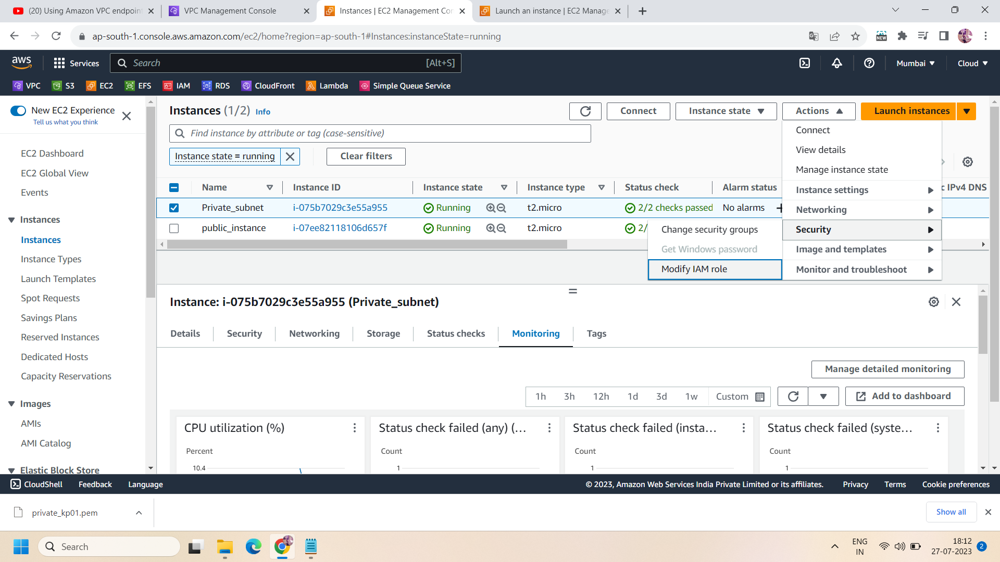 (20) Using Amazon VPC endpoin
VPC Management Console
Instances | EC2 Management Con
Launch an instance | EC2 Manage
ap-south-1.console.aws.amazon.com/ec2/home?region=ap-south-1#Instances:instanceState=running
NEW
aws
Services
Search
[Alt+S]
Mumbai
Cloud
VPC
S3
EC2
EFS
IAM
RDS
CloudFront
Lambda
Simple Queue Service
New EC2 Experience
Tell us what you think
EC2 Dashboard
EC2 Global View
Events
Instances
Instances
Instance Types
Launch Templates
Spot Requests
Savings Plans
Reserved Instances
Dedicated Hosts
Capacity Reservations
Images
AMIs
AMI Catalog
Elastic Block Store
Instances (1/2) Info
Connect
Instance state
Actions
Launch instances
Find instance by attribute or tag (case-sensitive)
Instance state = running
Clear filters
Name Instance ID Instance state Instance type Status check Alarm status c IPv4 DNS
Private_subnet i-075b7029c3e55a955 Running t2.micro 2/2 checks passed No alarms +
public_instance i-07ee82118106d657f Running t2.micro 2/
Connect
View details
Manage instance state
Instance settings
Networking
Security
Image and templates
Monitor and troubleshoot
Change security groups
Get Windows password
Modify IAM role
Instance: i-075b7029c3e55a955 (Private_subnet)
Details
Security
Networking
Storage
Status checks
Monitoring
Tags
Manage detailed monitoring
1h 3h 12h 1d 3d 1w Custom
Add to dashboard
CPU utilization (%)
Percent
10.4
Status check failed (any) (...
Count
1
Status check failed (insta...
Count
1
Status check failed (syste...
Count
1
CloudShell
Feedback
Language
© 2023, Amazon Web Services India Private Limited or its affiliates.
Privacy
Terms
Cookie preferences
private_kp01.pem
Show all
Search
ENG
IN
18:12
27-07-2023
2